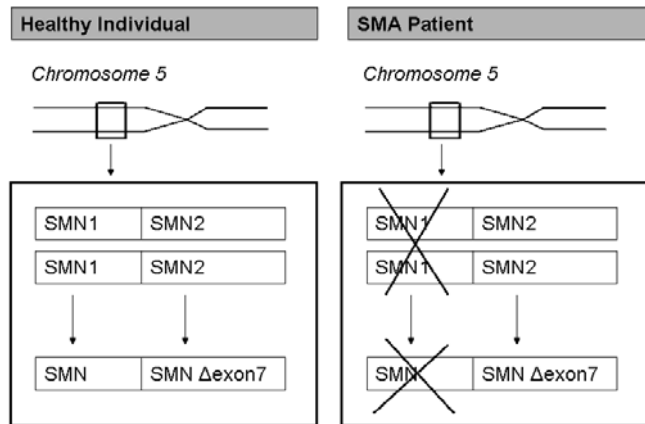 Healthy Individual
Chromosome 5
SMN1 SMN2
SMN1 SMN2
SMN SMN Δexon7
SMA Patient
Chromosome 5
SMN1 SMN2
SMN1 SMN2
SMN SMN Δexon7